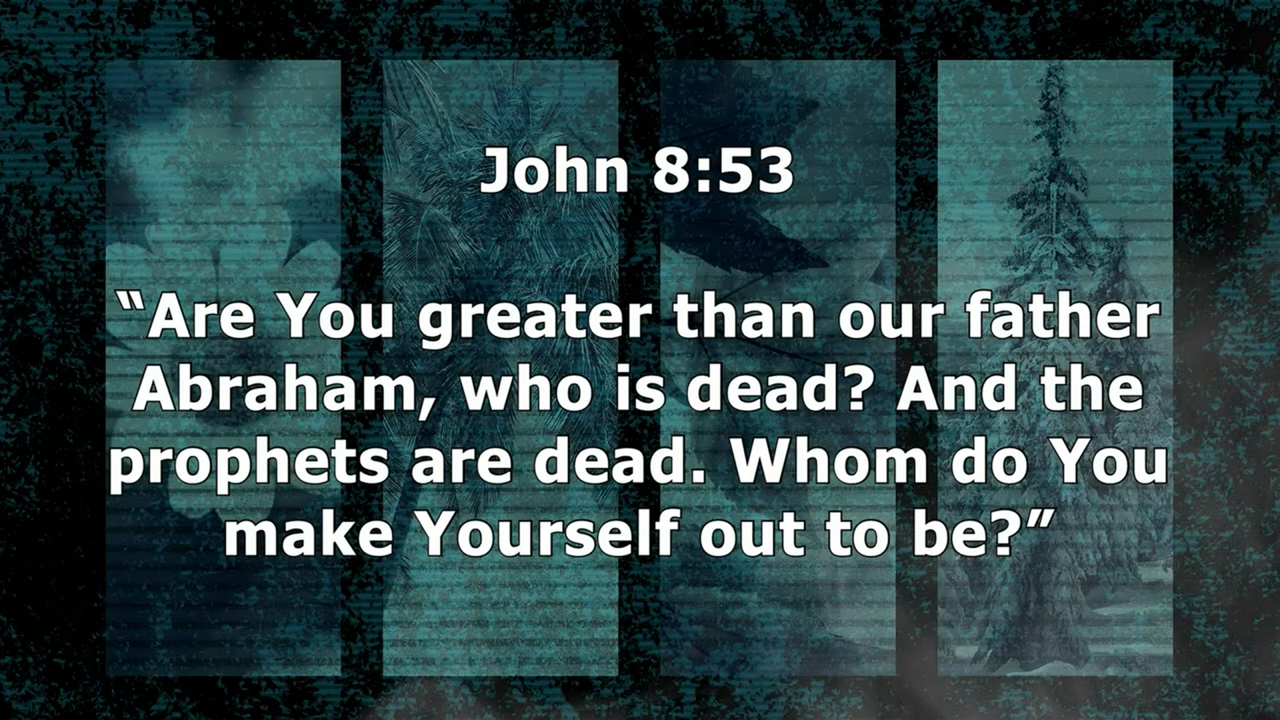 John 8:53
“Are You greater than our father
Abraham, who is dead? And the
prophets are dead. Whom do You
make Yourself out to be?”